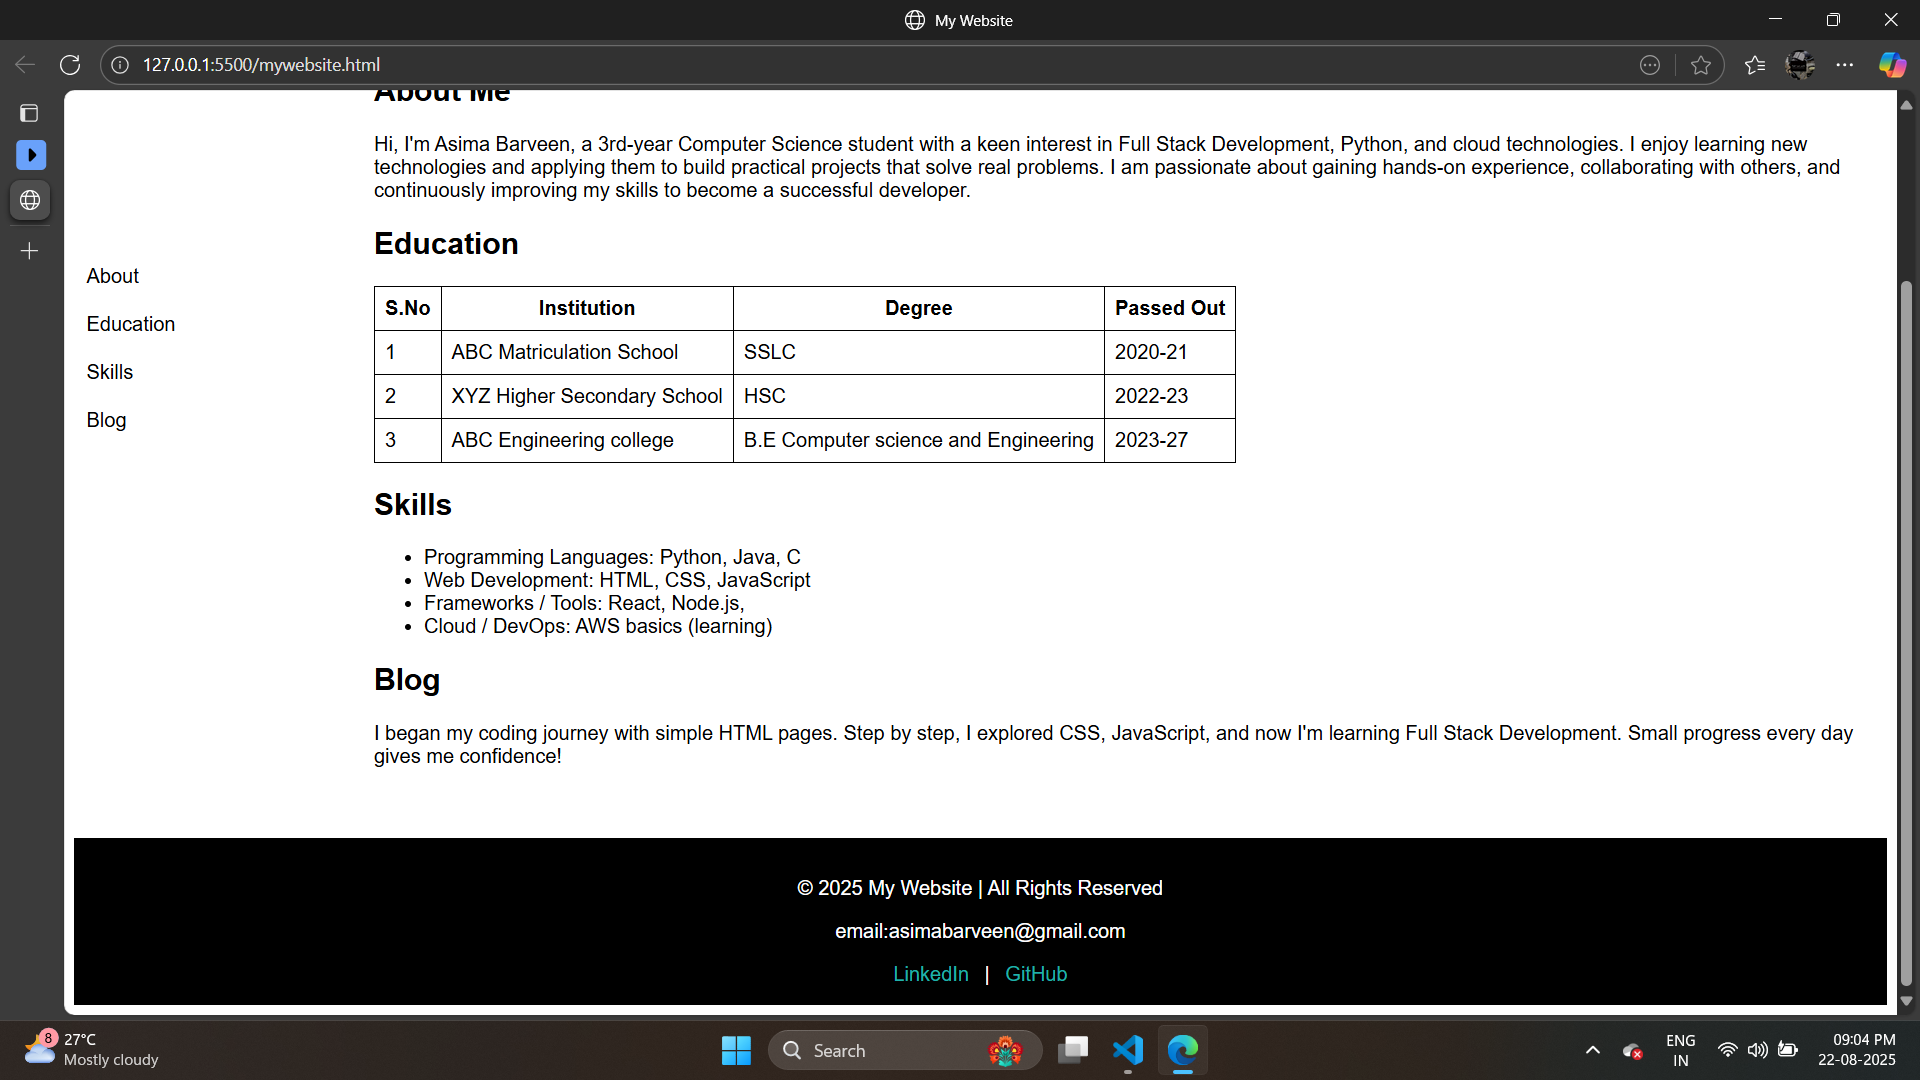 My Website
127.0.0.1:5500/mywebsite.html
About
Education
Skills
Blog
About Me
Hi, I'm Asima Barveen, a 3rd-year Computer Science student with a keen interest in Full Stack Development, Python, and cloud technologies. I enjoy learning new
technologies and applying them to build practical projects that solve real problems. I am passionate about gaining hands-on experience, collaborating with others, and
continuously improving my skills to become a successful developer.
Education
S.No Institution Degree Passed Out
1 ABC Matriculation School SSLC 2020-21
2 XYZ Higher Secondary School HSC 2022-23
3 ABC Engineering college B.E Computer science and Engineering 2023-27
Skills
• Programming Languages: Python, Java, C
• Web Development: HTML, CSS, JavaScript
• Frameworks / Tools: React, Node.js,
• Cloud / DevOps: AWS basics (learning)
Blog
I began my coding journey with simple HTML pages. Step by step, I explored CSS, JavaScript, and now I'm learning Full Stack Development. Small progress every day
gives me confidence!
© 2025 My Website | All Rights Reserved
email:asimabarveen@gmail.com
LinkedIn | GitHub
8
27°C
Mostly cloudy
Search
ENG
IN
09:04 PM
22-08-2025